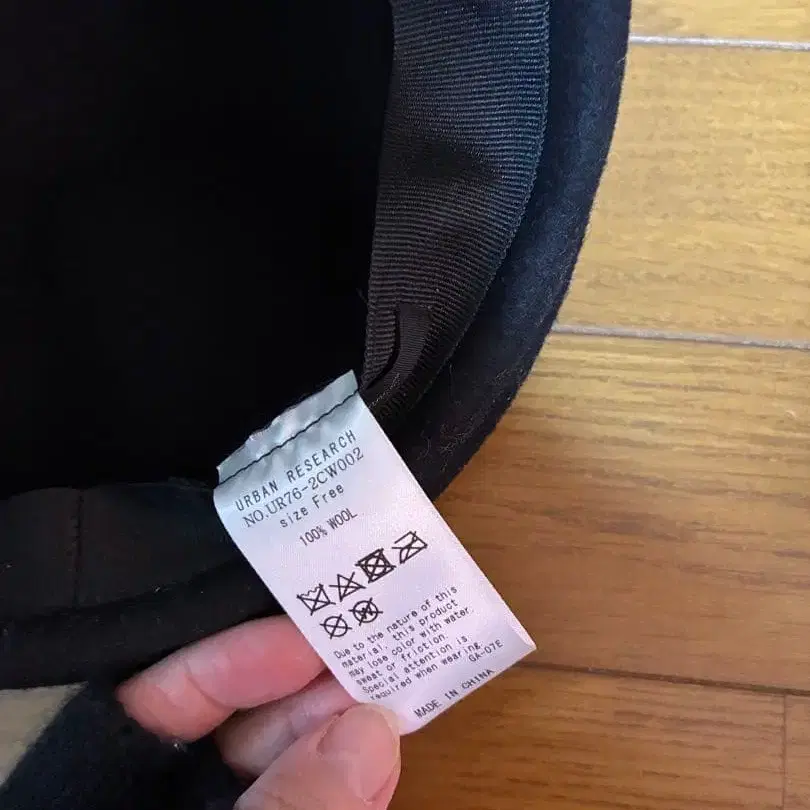 URBAN RESEARCH
NO.UR76-2CW002
size Free
100% WOOL
Due to the nature of this
material, this product
may lose color with water,
sweat or friction.
Special attention is
required when wearing.
GA-07E
MADE IN CHINA